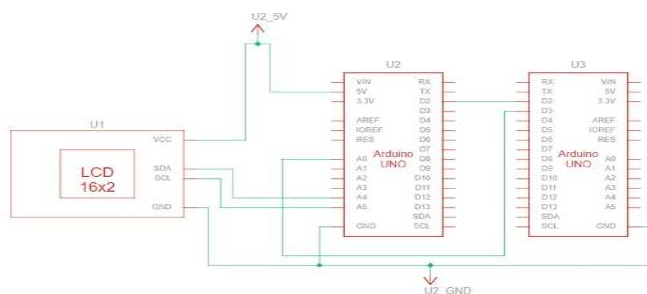 U2_5V
U1
VCC
SDA
SCL
GND
LCD
16x2
U2
VIN
5V
3.3V
AREF
IOREF
RES
A0
A1
A2
A3
A4
A5
GND
Arduino
UNO
RX
TX
D2
D3
D4
D5
D6
D7
D8
D9
D10
D11
D12
D13
SDA
SCL
U3
RX
TX
D2
D3
D4
D5
D6
D7
D8
D9
D10
D11
D12
D13
SDA
SCL
Arduino
UNO
VIN
5V
3.3V
AREF
IOREF
RES
A0
A1
A2
A3
A4
A5
GND
U2_GND